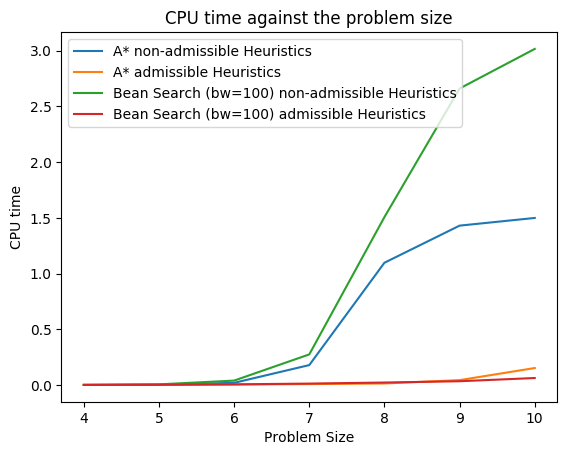 CPU time against the problem size
A* non-admissible Heuristics
A* admissible Heuristics
Bean Search (bw=100) non-admissible Heuristics
Bean Search (bw=100) admissible Heuristics
3.0
2.5
2.0
1.5
1.0
0.5
0.0
CPU time
4 5 6 7 8 9 10
Problem Size